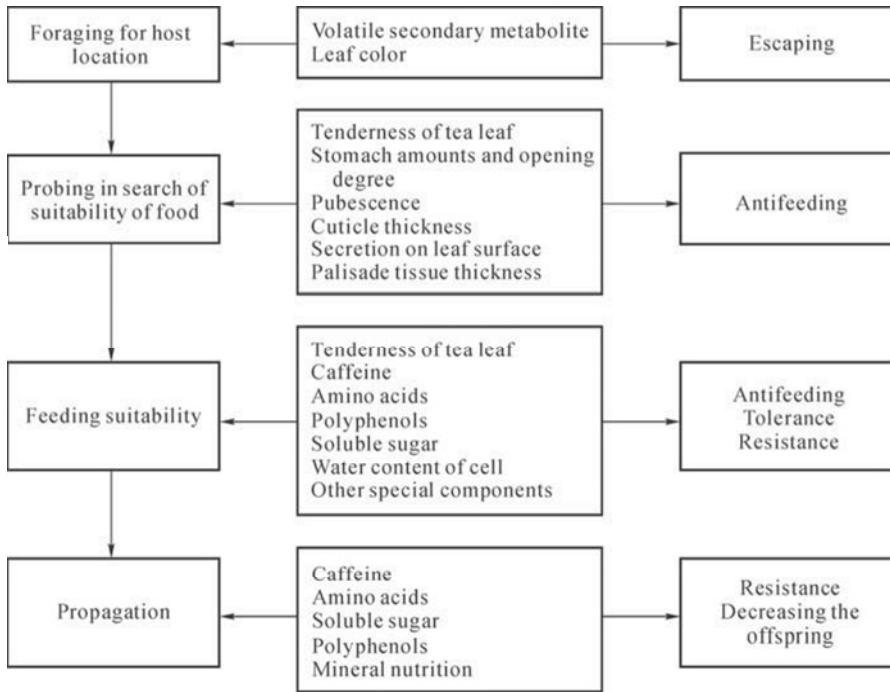 Foraging for host
location
Volatile secondary metabolite
Leaf color
Escaping
Probing in search of
suitability of food
Tenderness of tea leaf
Stomach amounts and opening
degree
Pubescence
Cuticle thickness
Secretion on leaf surface
Palisade tissue thickness
Antifeeding
Feeding suitability
Tenderness of tea leaf
Caffeine
Amino acids
Polyphenols
Soluble sugar
Water content of cell
Other special components
Antifeeding
Tolerance
Resistance
Propagation
Caffeine
Amino acids
Soluble sugar
Polyphenols
Mineral nutrition
Resistance
Decreasing the
offspring